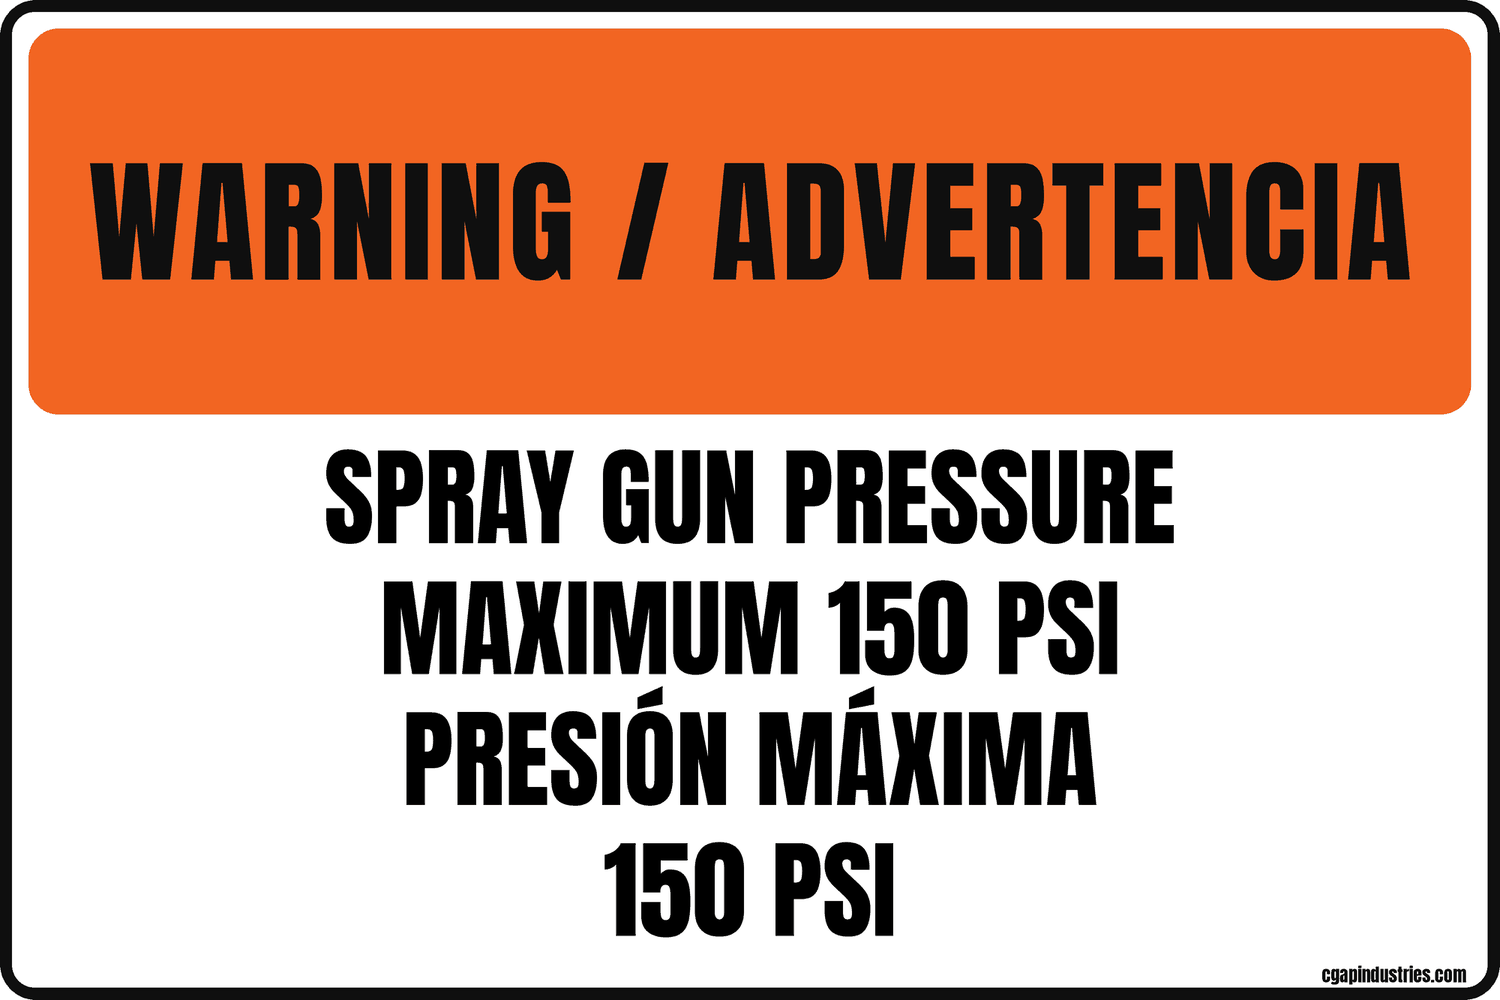 WARNING / ADVERTENCIA
SPRAY GUN PRESSURE
MAXIMUM 150 PSI
PRESIÓN MÁXIMA
150 PSI
cgapindustries.com